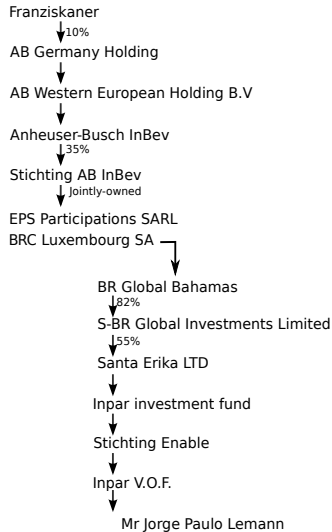 Franziskaner
10%
AB Germany Holding
AB Western European Holding B.V
Anheuser-Busch InBev
35%
Stichting AB InBev
Jointly-owned
EPS Participations SARL
BRC Luxembourg SA
BR Global Bahamas
82%
S-BR Global Investments Limited
55%
Santa Erika LTD
Inpar investment fund
Stichting Enable
Inpar V.O.F.
Mr Jorge Paulo Lemann